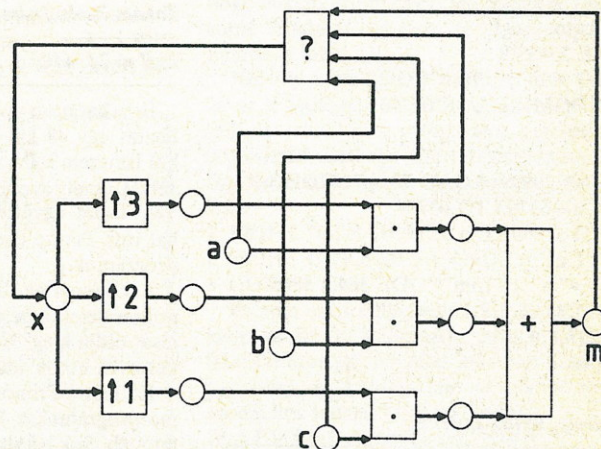 ?
↑3
a
·
x
↑2
b
·
+
m
↑1
c
·